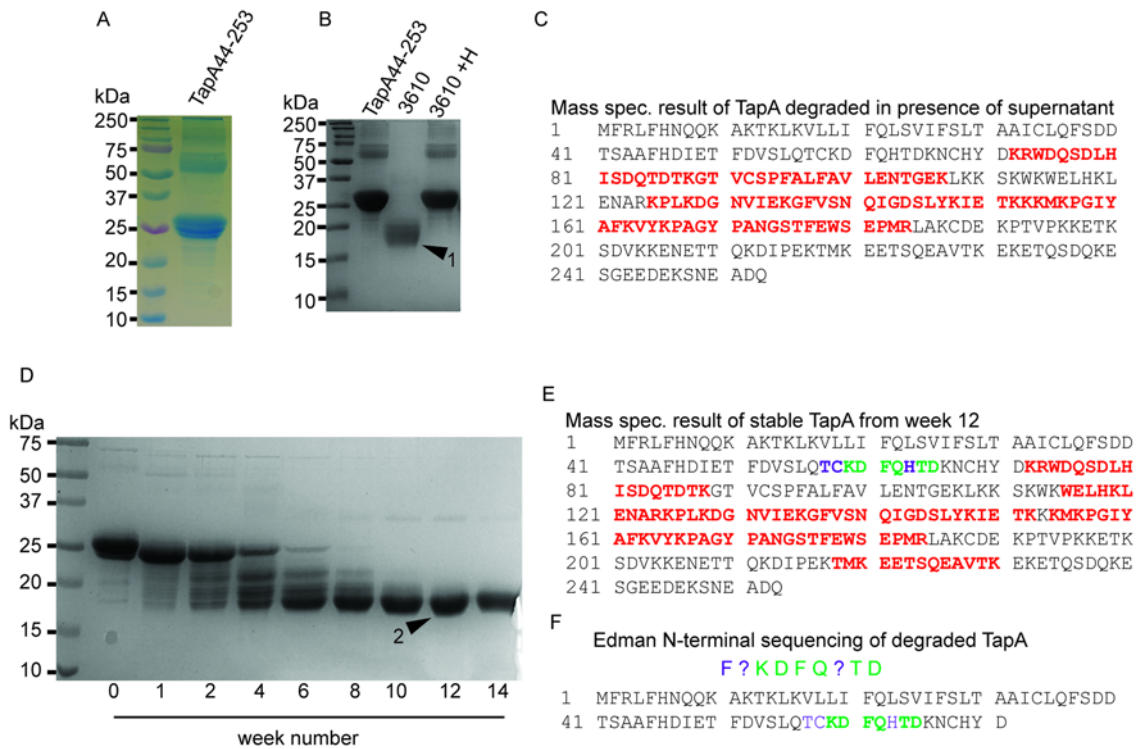 A
TapA44-253
kDa
250
75
50
37
25
20
15
10
B
TapA44-253
3610
3610 +H
kDa
250
75
50
37
25
20
15
10
1
C
Mass spec. result of TapA degraded in presence of supernatant
1 MFRLFHNQQK AKTKLKVLLI FQLSVIFSLT AAICLQFSDD
41 TSAAFHDIET FDVSLQTCKD FQHTDKNCHY DKRWDQSDLH
81 ISDQTDTKGT VCSPFALFAV LENTGEKLKK SKWKWELHKL
121 ENARKPLKDG NVIEKGFVSN QIGDSLYKIE TKKKMKPGIY
161 AFKVYKPAGY PANGSTFEWS EPMRLAKCDE KPTVPKKETK
201 SDVKKENETT QKDIPEKTMK EETSQEAVTK EKETQSDQKE
241 SGEEDEKSNE ADQ
D
kDa
75
50
37
25
20
15
10
2
0 1 2 4 6 8 10 12 14
week number
E
Mass spec. result of stable TapA from week 12
1 MFRLFHNQQK AKTKLKVLLI FQLSVIFSLT AAICLQFSDD
41 TSAAFHDIET FDVSLQTCKD FQHTDKNCHY DKRWDQSDLH
81 ISDQTDTKGT VCSPFALFAV LENTGEKLKK SKWKWELHKL
121 ENARKPLKDG NVIEKGFVSN QIGDSLYKIE TKKKMKPGIY
161 AFKVYKPAGY PANGSTFEWS EPMRLAKCDE KPTVPKKETK
201 SDVKKENETT QKDIPEKTMK EETSQEAVTK EKETQSDQKE
241 SGEEDEKSNE ADQ
F
Edman N-terminal sequencing of degraded TapA
F ? K D F Q ? T D
1 MFRLFHNQQK AKTKLKVLLI FQLSVIFSLT AAICLQFSDD
41 TSAAFHDIET FDVSLQTCKD FQHTDKNCHY D